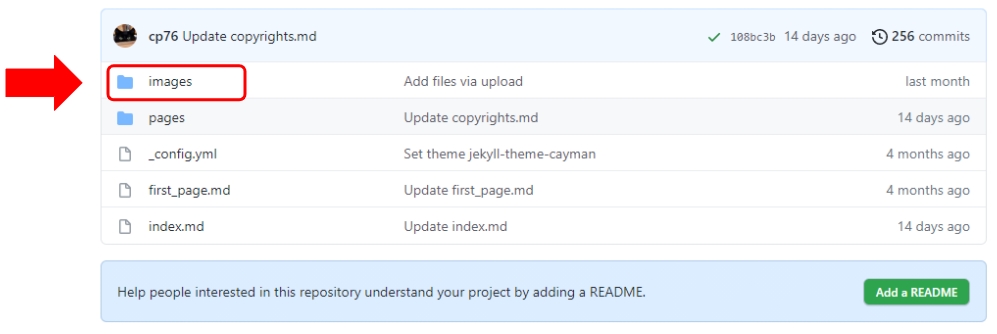 cp76 Update copyrights.md 108bc3b 14 days ago 256 commits
images Add files via upload last month
pages Update copyrights.md 14 days ago
_config.yml Set theme jekyll-theme-cayman 4 months ago
first_page.md Update first_page.md 4 months ago
index.md Update index.md 14 days ago
Help people interested in this repository understand your project by adding a README. Add a README